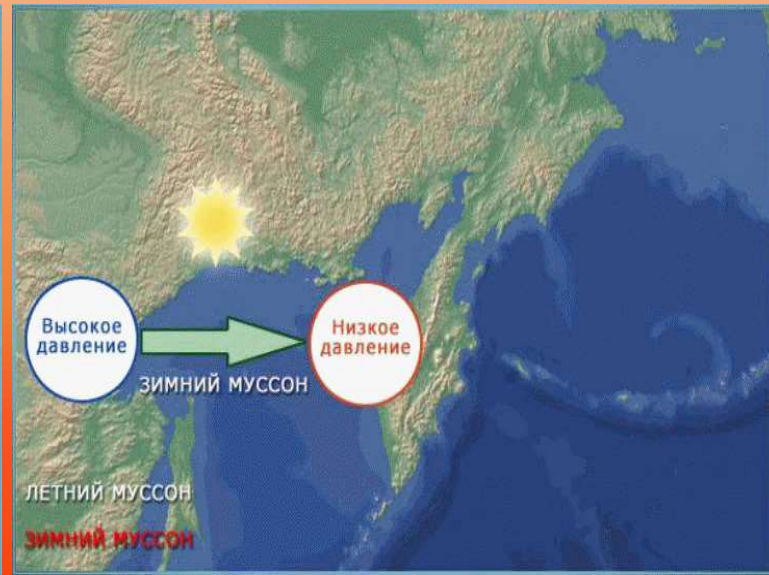 Высокое
давление
Низкое
давление
ЗИМНИЙ МУССОН
ЛЕТНИЙ МУССОН
ЗИМНИЙ МУССОН